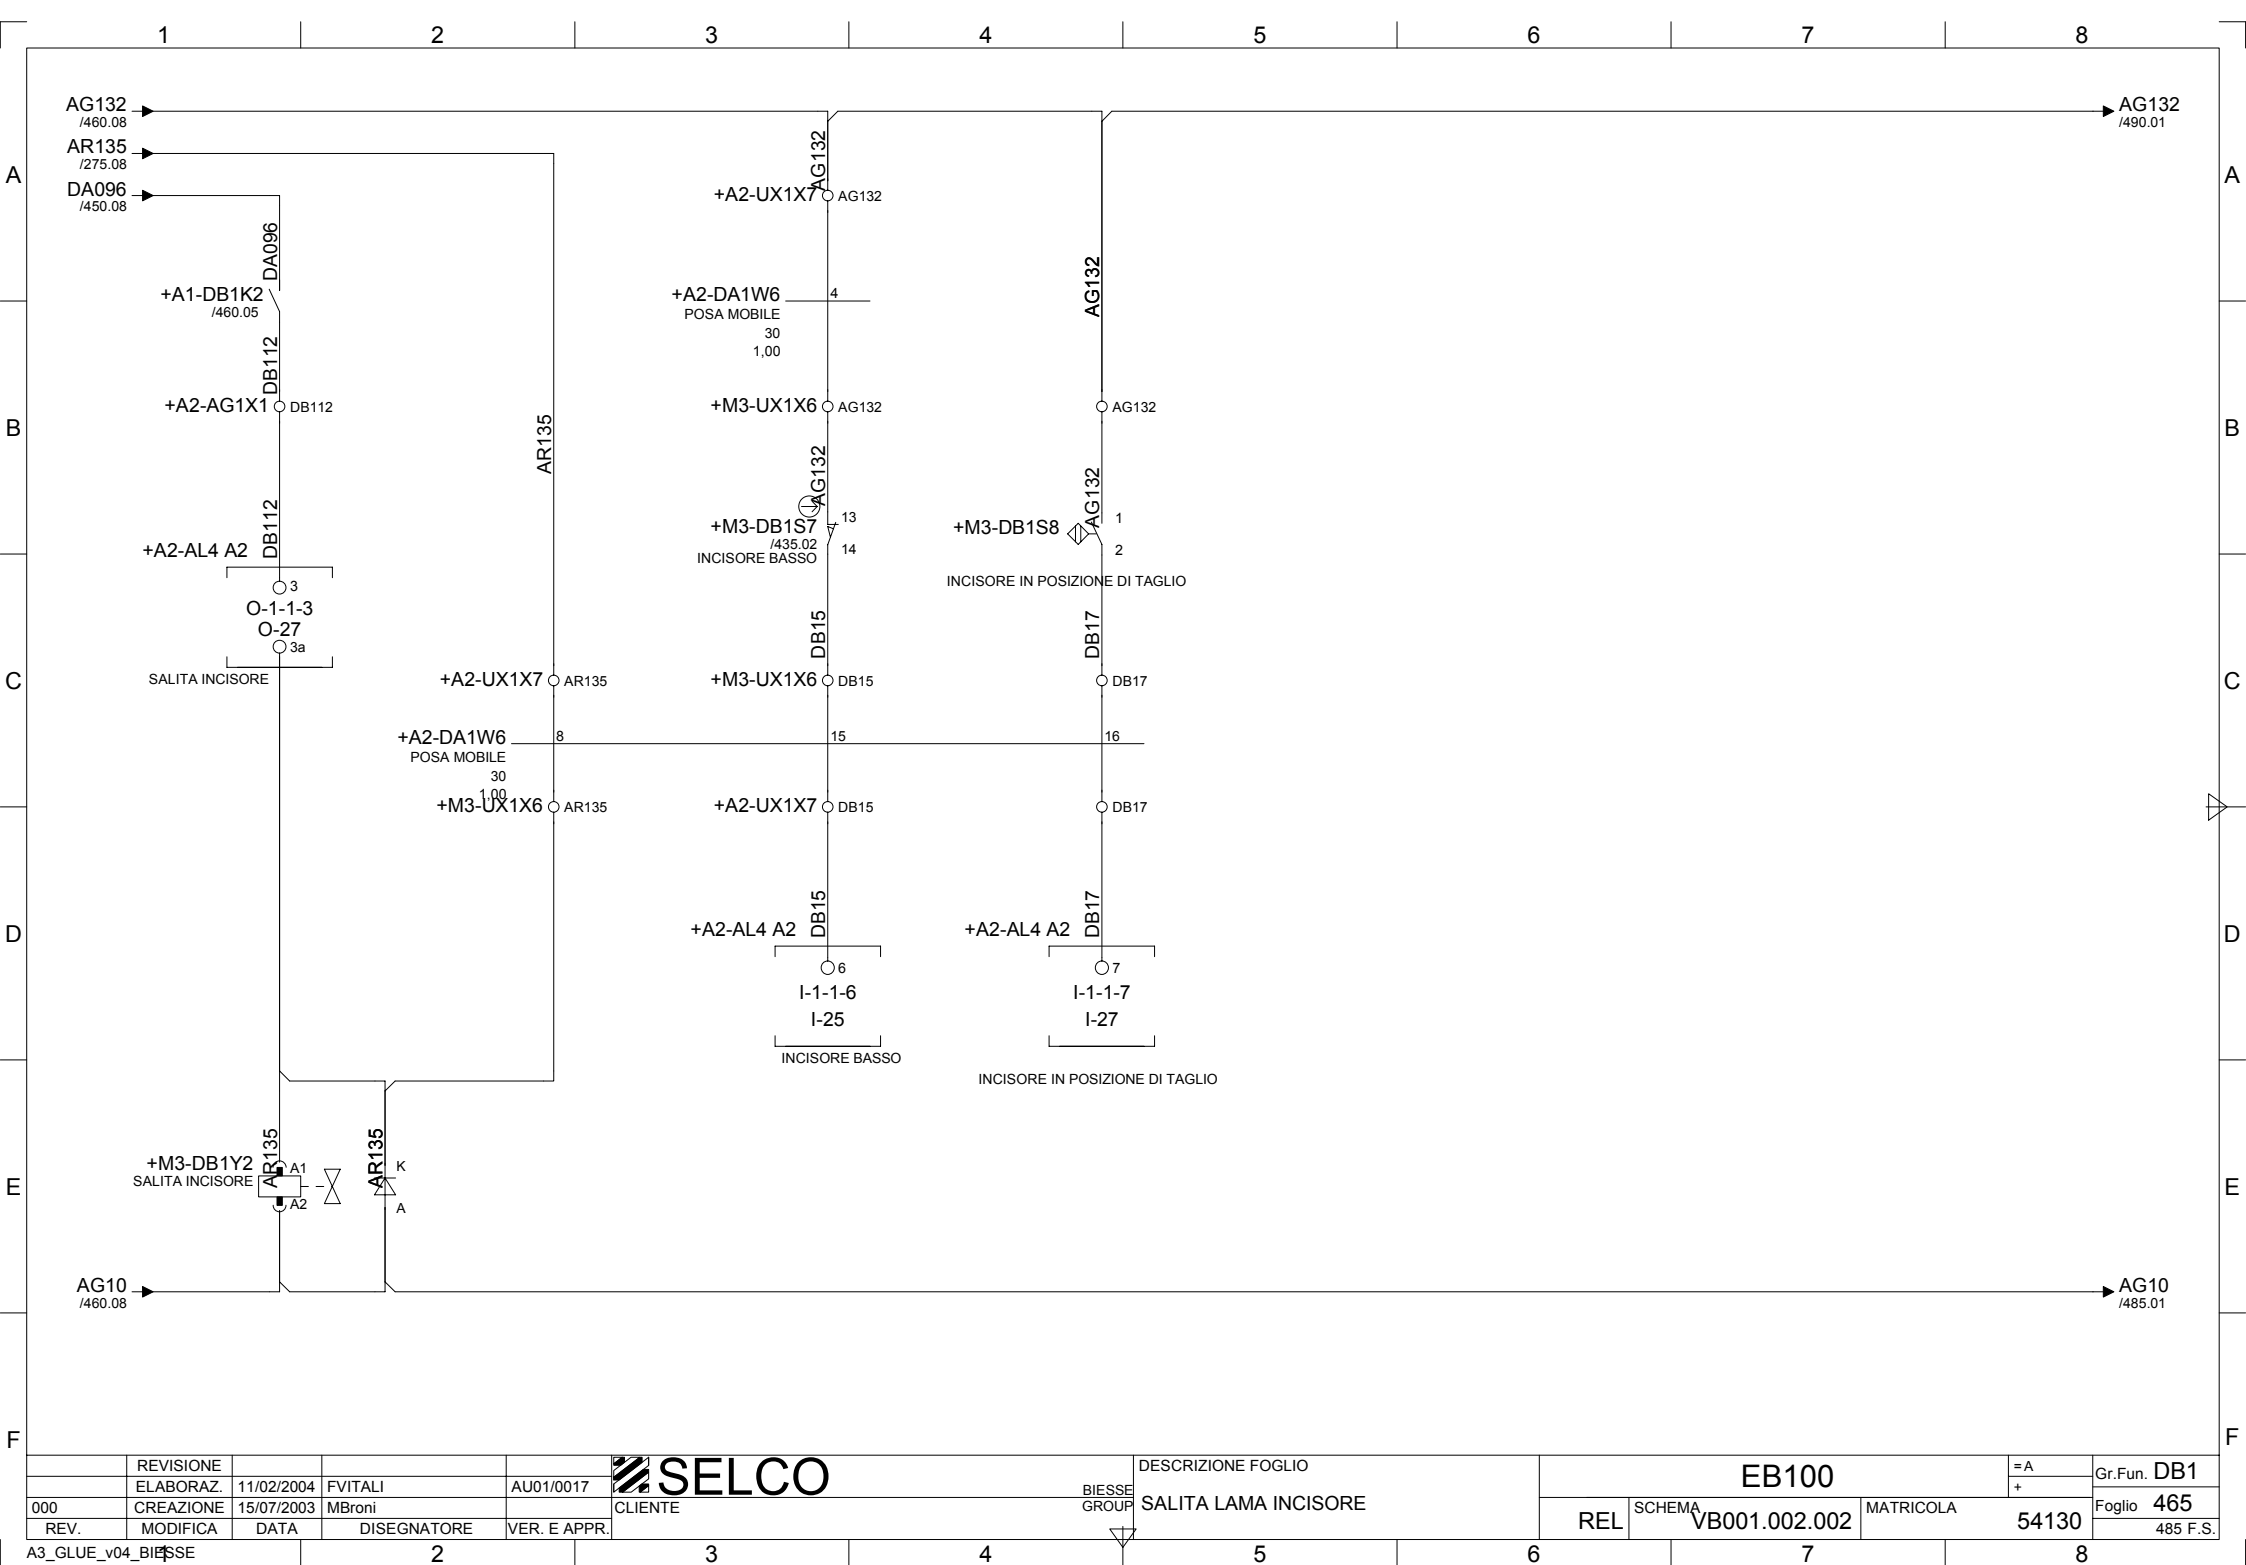 1 2 3 4 5 6 7 8
AG132
/460.08
AG132
/490.01
AR135
/275.08
DA096
/450.08
A
A
AG132
+A2-UX1X7
AG132
DA096
+A1-DB1K2
/460.05
+A2-DA1W6
4
POSA MOBILE
30
1,00
AG132
DB112
+A2-AG1X1
DB112
+M3-UX1X6
AG132
AG132
B
B
AR135
AG132
AG132
DB112
+M3-DB1S7
13
/435.02
14
INCISORE BASSO
+M3-DB1S8
1
2
INCISORE IN POSIZIONE DI TAGLIO
+A2-AL4 A2
3
O-1-1-3
O-27
3a
SALITA INCISORE
DB15
DB17
C
C
+A2-UX1X7
AR135
+M3-UX1X6
DB15
DB17
+A2-DA1W6
8
15
16
POSA MOBILE
30
1,00
+M3-UX1X6
AR135
+A2-UX1X7
DB15
DB17
DB15
DB17
D
D
+A2-AL4 A2
+A2-AL4 A2
6
7
I-1-1-6
I-1-1-7
I-25
I-27
INCISORE BASSO
INCISORE IN POSIZIONE DI TAGLIO
AR135
AR135
+M3-DB1Y2
SALITA INCISORE
A1
A2
K
A
E
E
AG10
/460.08
AG10
/485.01
F
F
REVISIONE
ELABORAZ. 11/02/2004 FVITALI AU01/0017
000 CREAZIONE 15/07/2003 MBroni
REV. MODIFICA DATA DISEGNATORE VER. E APPR.
SELCO
CLIENTE
BIESSE
GROUP
DESCRIZIONE FOGLIO
SALITA LAMA INCISORE
EB100
REL
SCHEMA
VB001.002.002
MATRICOLA
54130
=A
+
Gr.Fun. DB1
Foglio 465
485 F.S.
A3_GLUE_v04_BIESSE
1 2 3 4 5 6 7 8